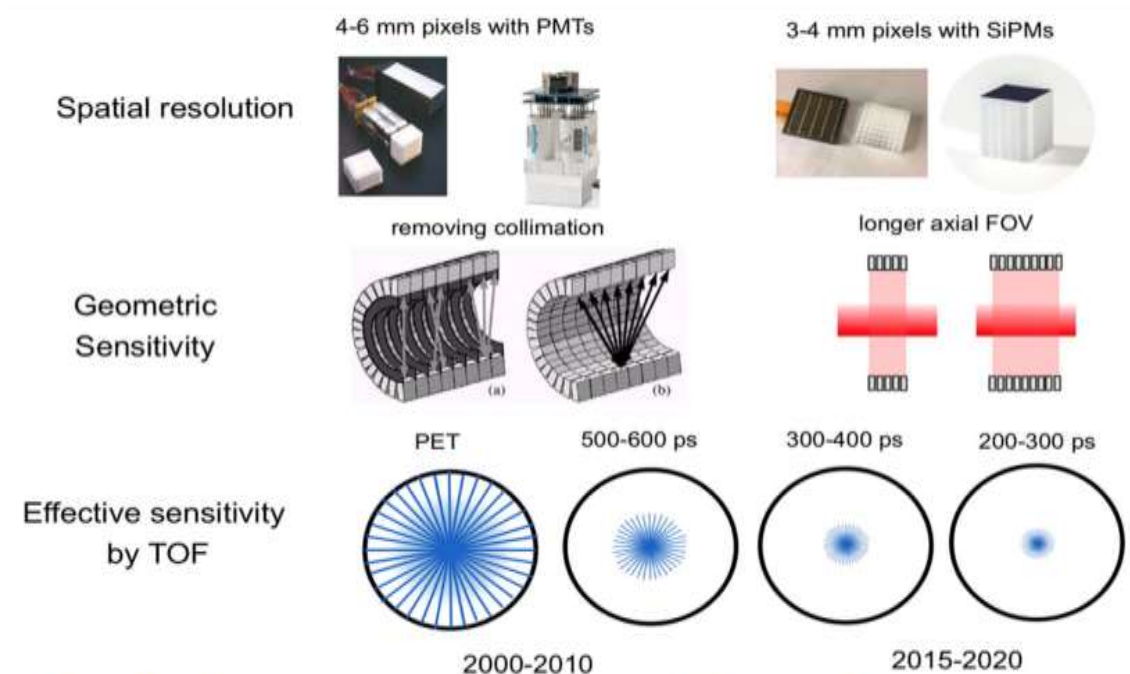 4-6 mm pixels with PMTs
3-4 mm pixels with SiPMs
Spatial resolution
removing collimation
longer axial FOV
Geometric
Sensitivity
(a)
(b)
PET
500-600 ps
300-400 ps
200-300 ps
Effective sensitivity
by TOF
2000-2010
2015-2020